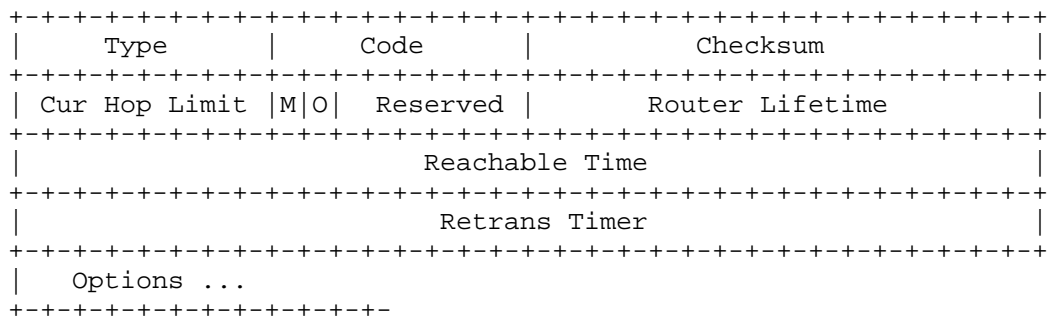 +-+-+-+-+-+-+-+-+-+-+-+-+-+-+-+-+-+-+-+-+-+-+-+-+-+-+-+-+-+-+-+-+
|     Type      |     Code      |          Checksum             |
+-+-+-+-+-+-+-+-+-+-+-+-+-+-+-+-+-+-+-+-+-+-+-+-+-+-+-+-+-+-+-+-+
| Cur Hop Limit |M|O|  Reserved |       Router Lifetime         |
+-+-+-+-+-+-+-+-+-+-+-+-+-+-+-+-+-+-+-+-+-+-+-+-+-+-+-+-+-+-+-+-+
|                         Reachable Time                        |
+-+-+-+-+-+-+-+-+-+-+-+-+-+-+-+-+-+-+-+-+-+-+-+-+-+-+-+-+-+-+-+-+
|                          Retrans Timer                        |
+-+-+-+-+-+-+-+-+-+-+-+-+-+-+-+-+-+-+-+-+-+-+-+-+-+-+-+-+-+-+-+-+
|   Options ...
+-+-+-+-+-+-+-+-+-+-+-+-